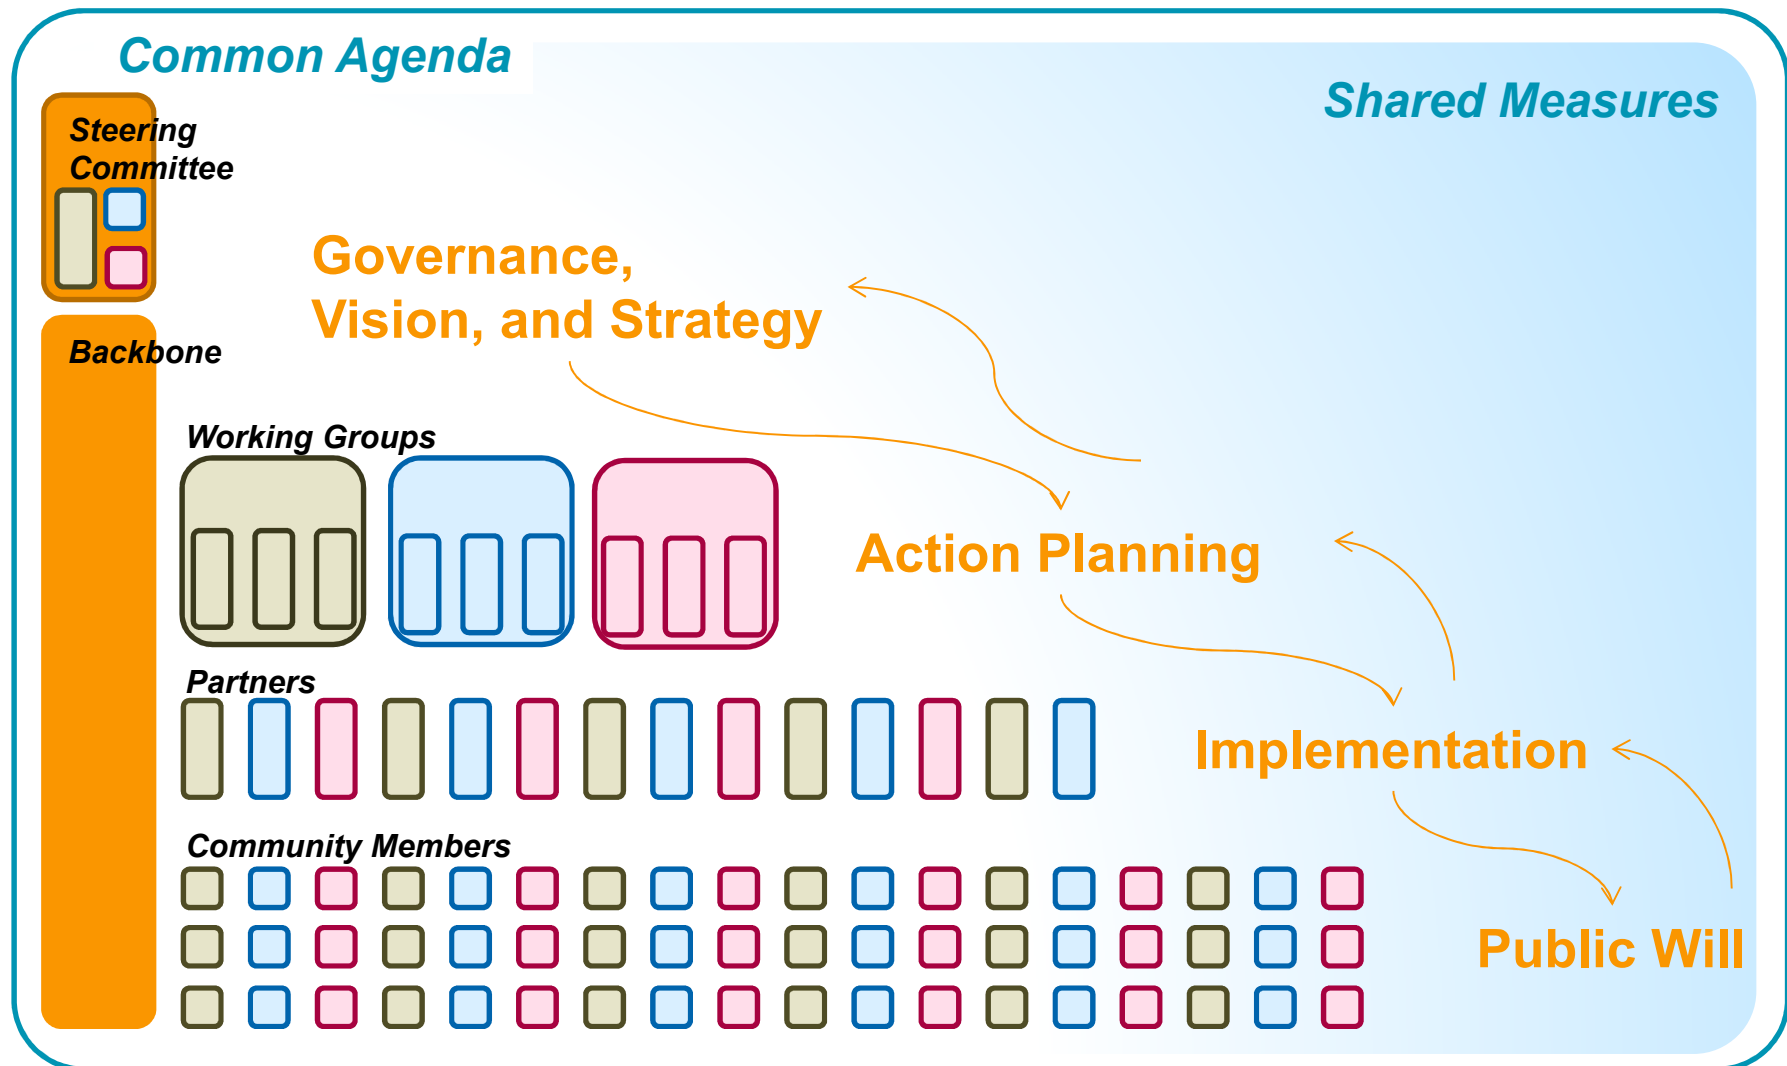 Common Agenda
Shared Measures
Steering
Committee
Governance,
Vision, and Strategy
Backbone
Working Groups
Action Planning
Partners
Implementation
Community Members
Public Will